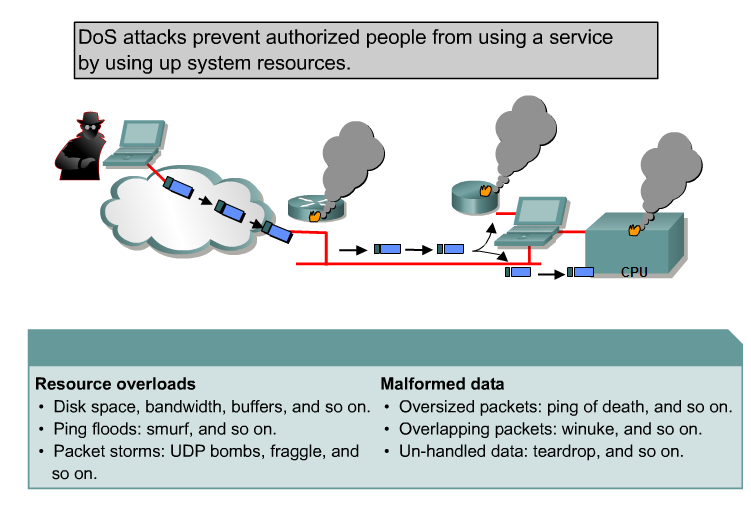 DoS attacks prevent authorized people from using a service
by using up system resources.
CPU
Resource overloads
• Disk space, bandwidth, buffers, and so on.
• Ping floods: smurf, and so on.
• Packet storms: UDP bombs, fraggle, and
so on.
Malformed data
• Oversized packets: ping of death, and so on.
• Overlapping packets: winuke, and so on.
• Un-handled data: teardrop, and so on.